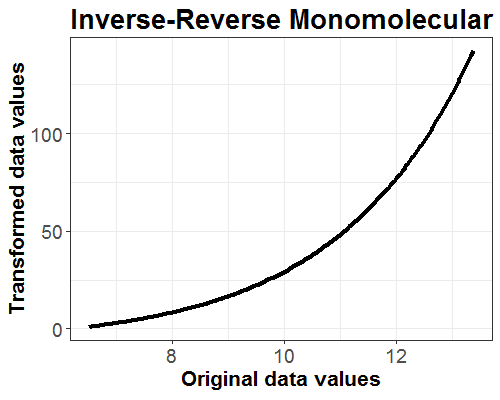 Inverse-Reverse Monomolecular
Transformed data values
100
50
0
8 10 12
Original data values